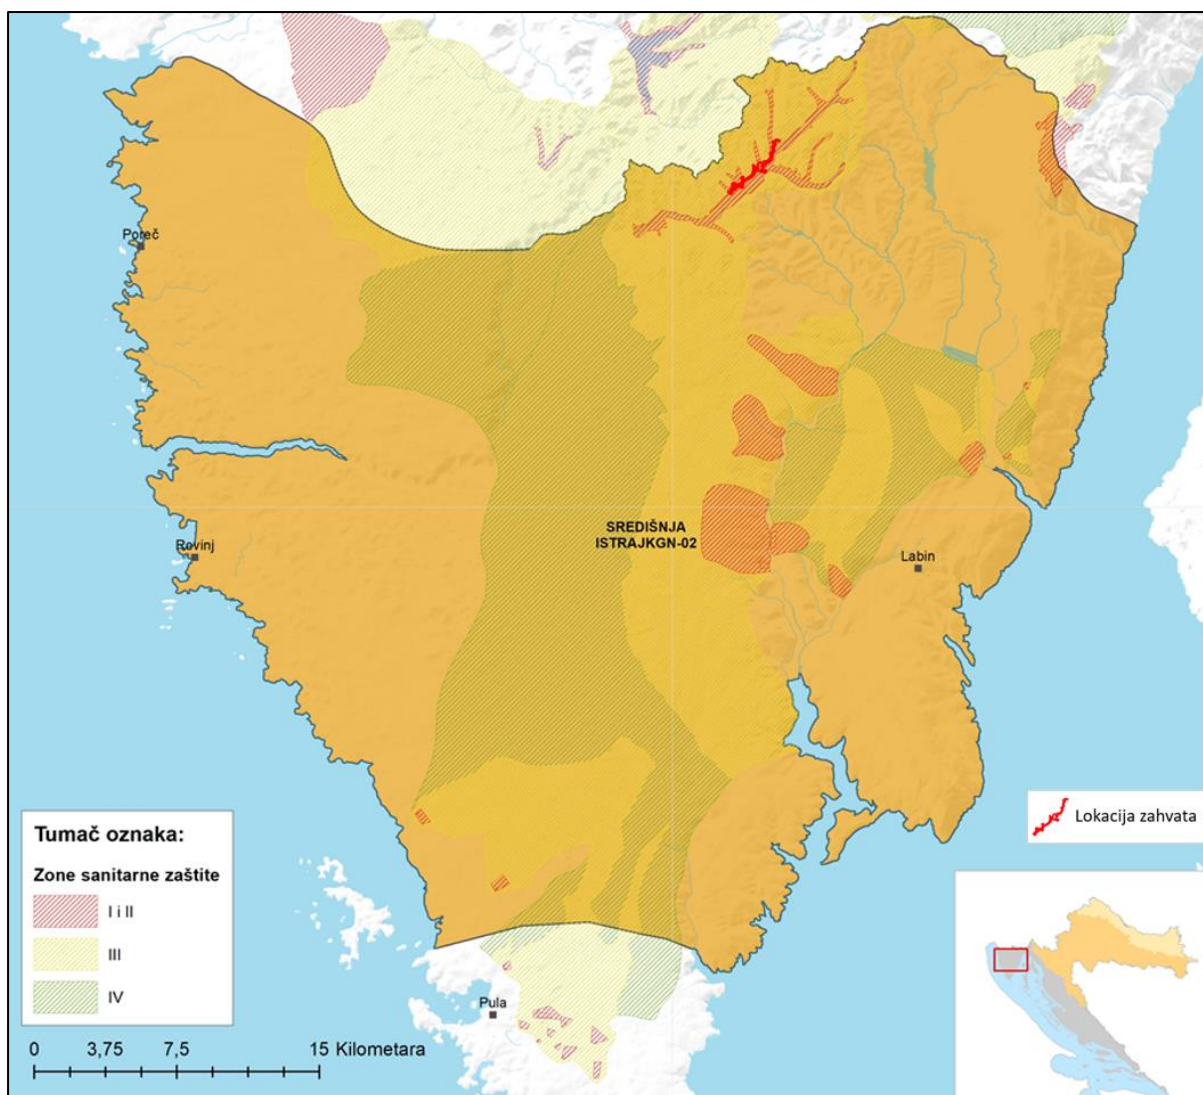 Poreč
Rovinj
SREDIŠNJA
ISTRAJKGN-02
Labin
Pula
Tumač oznaka:
Zone sanitarne zaštite
I i II
III
IV
0 3,75 7,5 15 Kilometara
Lokacija zahvata